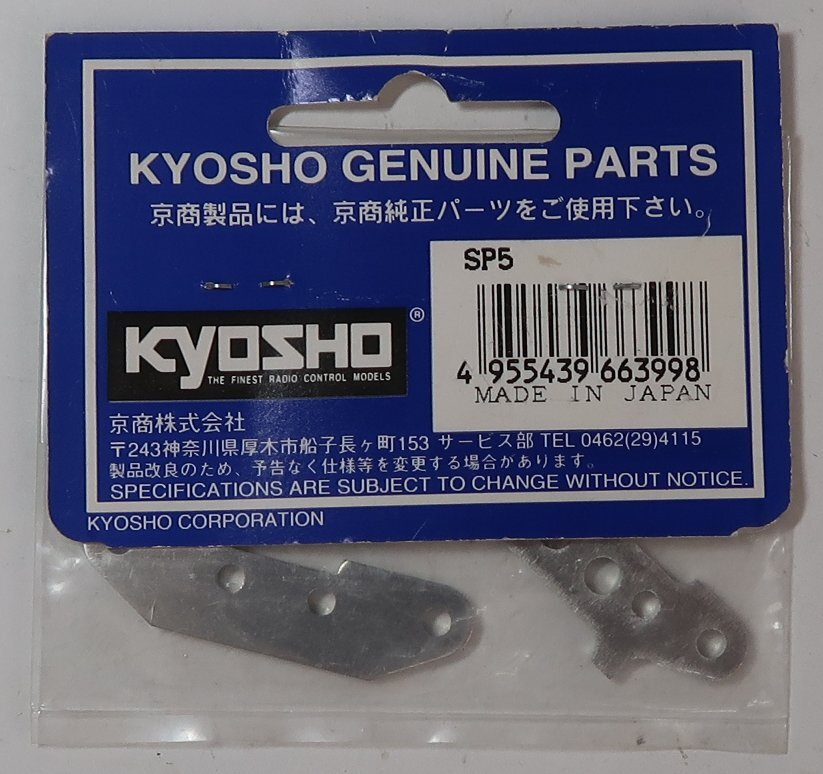 KYOSHO GENUINE PARTS
京商製品には、京商純正パーツをご使用下さい。
SP5
4 955439 663998
MADE IN JAPAN
KYOSHO®
THE FINEST RADIO CONTROL MODELS
京商株式会社
〒243神奈川県厚木市船子長ヶ町153 サービス部 TEL 0462(29)4115
製品改良のため、予告なく仕様等を変更する場合があります。
SPECIFICATIONS ARE SUBJECT TO CHANGE WITHOUT NOTICE.
KYOSHO CORPORATION